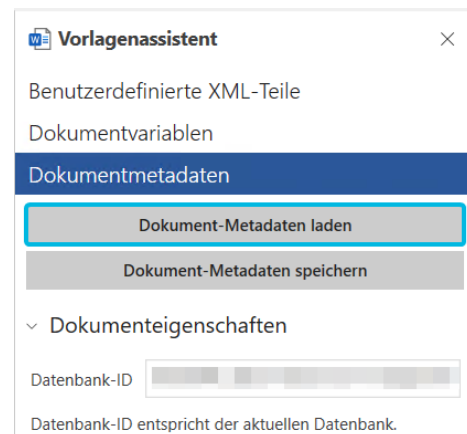 Vorlagenassistent
Benutzerdefinierte XML-Teile
Dokumentvariablen
Dokumentmetadaten
Dokument-Metadaten laden
Dokument-Metadaten speichern
Dokumenteigenschaften
Datenbank-ID
Datenbank-ID entspricht der aktuellen Datenbank.